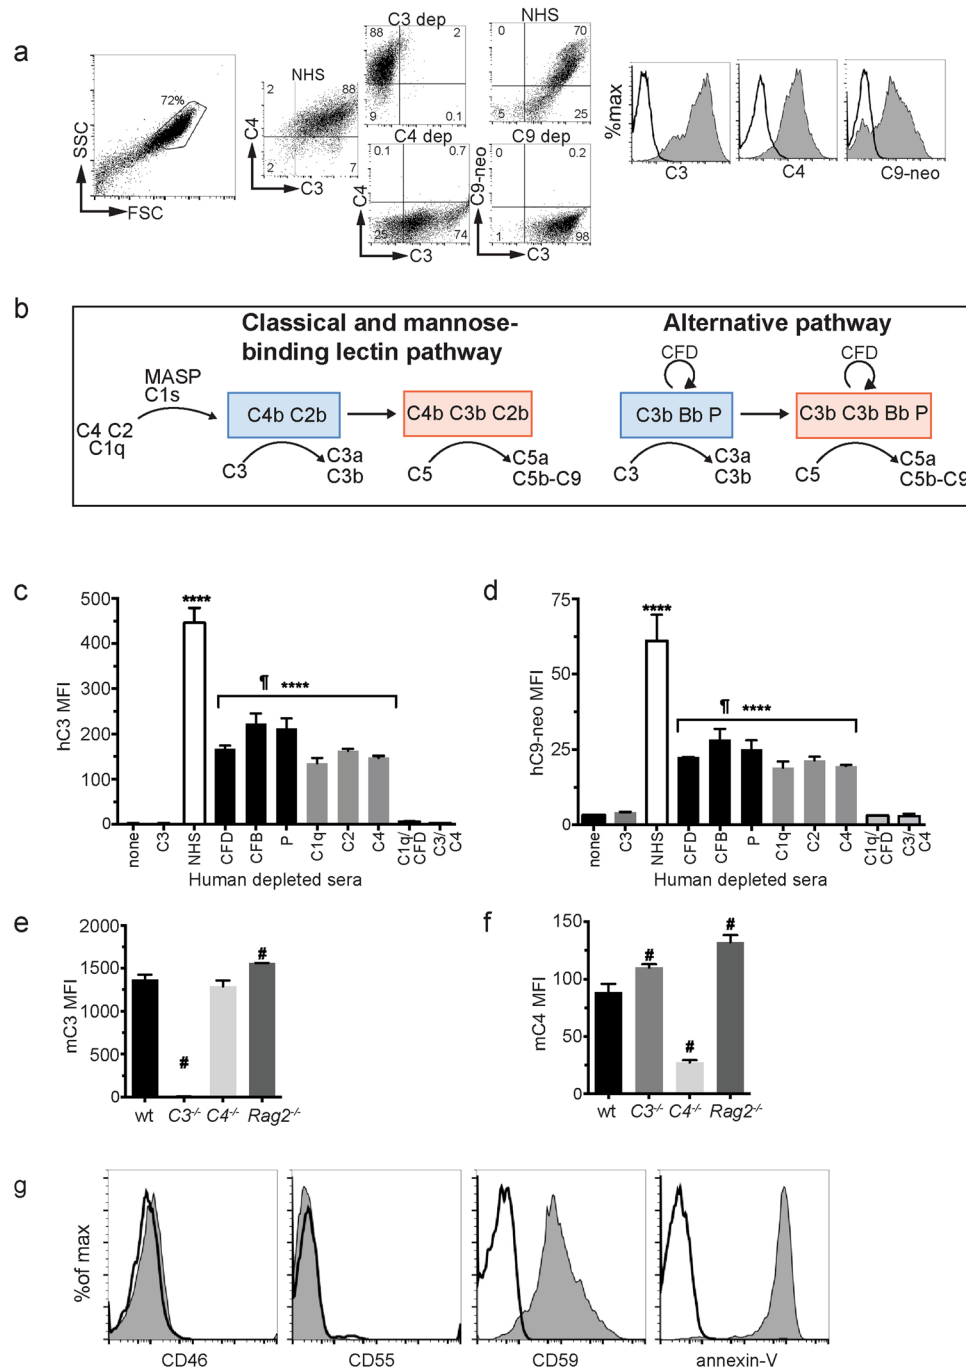 a
72%
SSC
FSC
NHS
2
88
2
7
C4
C3
C3 dep
88
2
9
0.1
C4 dep
0.1
0.7
25
74
C4
C3
NHS
0
70
5
25
C9 dep
0
0.2
1
98
C9-neo
C3
%max
C3
C4
C9-neo
b
Classical and mannose-
binding lectin pathway
Alternative pathway
MASP
C1s
C4 C2
C1q
C4b C2b
C4b C3b C2b
C3
C3a
C3b
C5
C5a
C5b-C9
CFD
CFD
C3b Bb P
C3b C3b Bb P
C3
C3a
C3b
C5
C5a
C5b-C9
c
hC3 MFI
500
400
300
200
100
0
****
¶ ****
none
C3
NHS
CFD
CFB
P
C1q
C2
C4
C1q/
CFD
C3/
C4
Human depleted sera
d
hC9-neo MFI
75
50
25
0
****
¶ ****
none
C3
NHS
CFD
CFB
P
C1q
C2
C4
C1q/
CFD
C3/
C4
Human depleted sera
e
mC3 MFI
2000
1500
1000
500
0
#
#
wt C3-/- C4-/- Rag2-/-
f
mC4 MFI
150
100
50
0
#
#
#
wt C3-/- C4-/- Rag2-/-
g
%of max
CD46
CD55
CD59
annexin-V